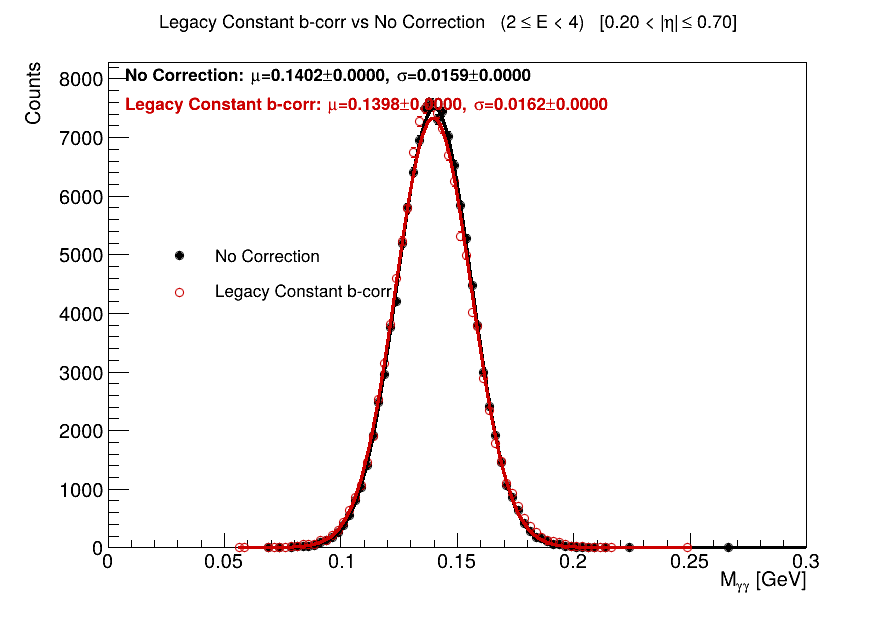 Legacy Constant b-corr vs No Correction (2 ≤ E < 4) [0.20 < |η| ≤ 0.70]
Counts
No Correction: μ=0.1402±0.0000, σ=0.0159±0.0000
Legacy Constant b-corr: μ=0.1398±0.0000, σ=0.0162±0.0000
8000
7000
6000
5000
4000
3000
2000
1000
0
No Correction
Legacy Constant b-corr
0 0.05 0.1 0.15 0.2 0.25 0.3
Mγγ [GeV]